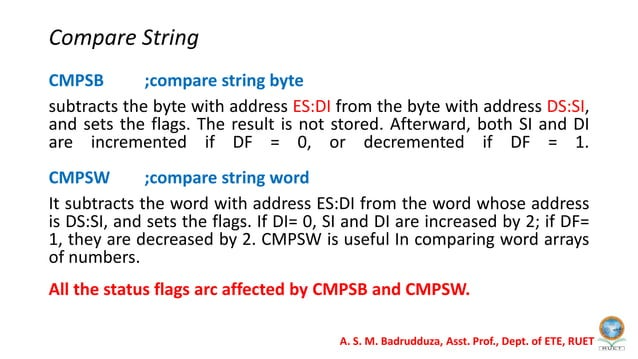 Compare String
CMPSB ;compare string byte
subtracts the byte with address ES:DI from the byte with address DS:SI,
and sets the flags. The result is not stored. Afterward, both SI and DI
are incremented if DF = 0, or decremented if DF = 1.
CMPSW ;compare string word
It subtracts the word with address ES:DI from the word whose address
is DS:SI, and sets the flags. If DI= 0, SI and DI are increased by 2; if DF=
1, they are decreased by 2. CMPSW is useful In comparing word arrays
of numbers.
All the status flags arc affected by CMPSB and CMPSW.
A. S. M. Badrudduza, Asst. Prof., Dept. of ETE, RUET